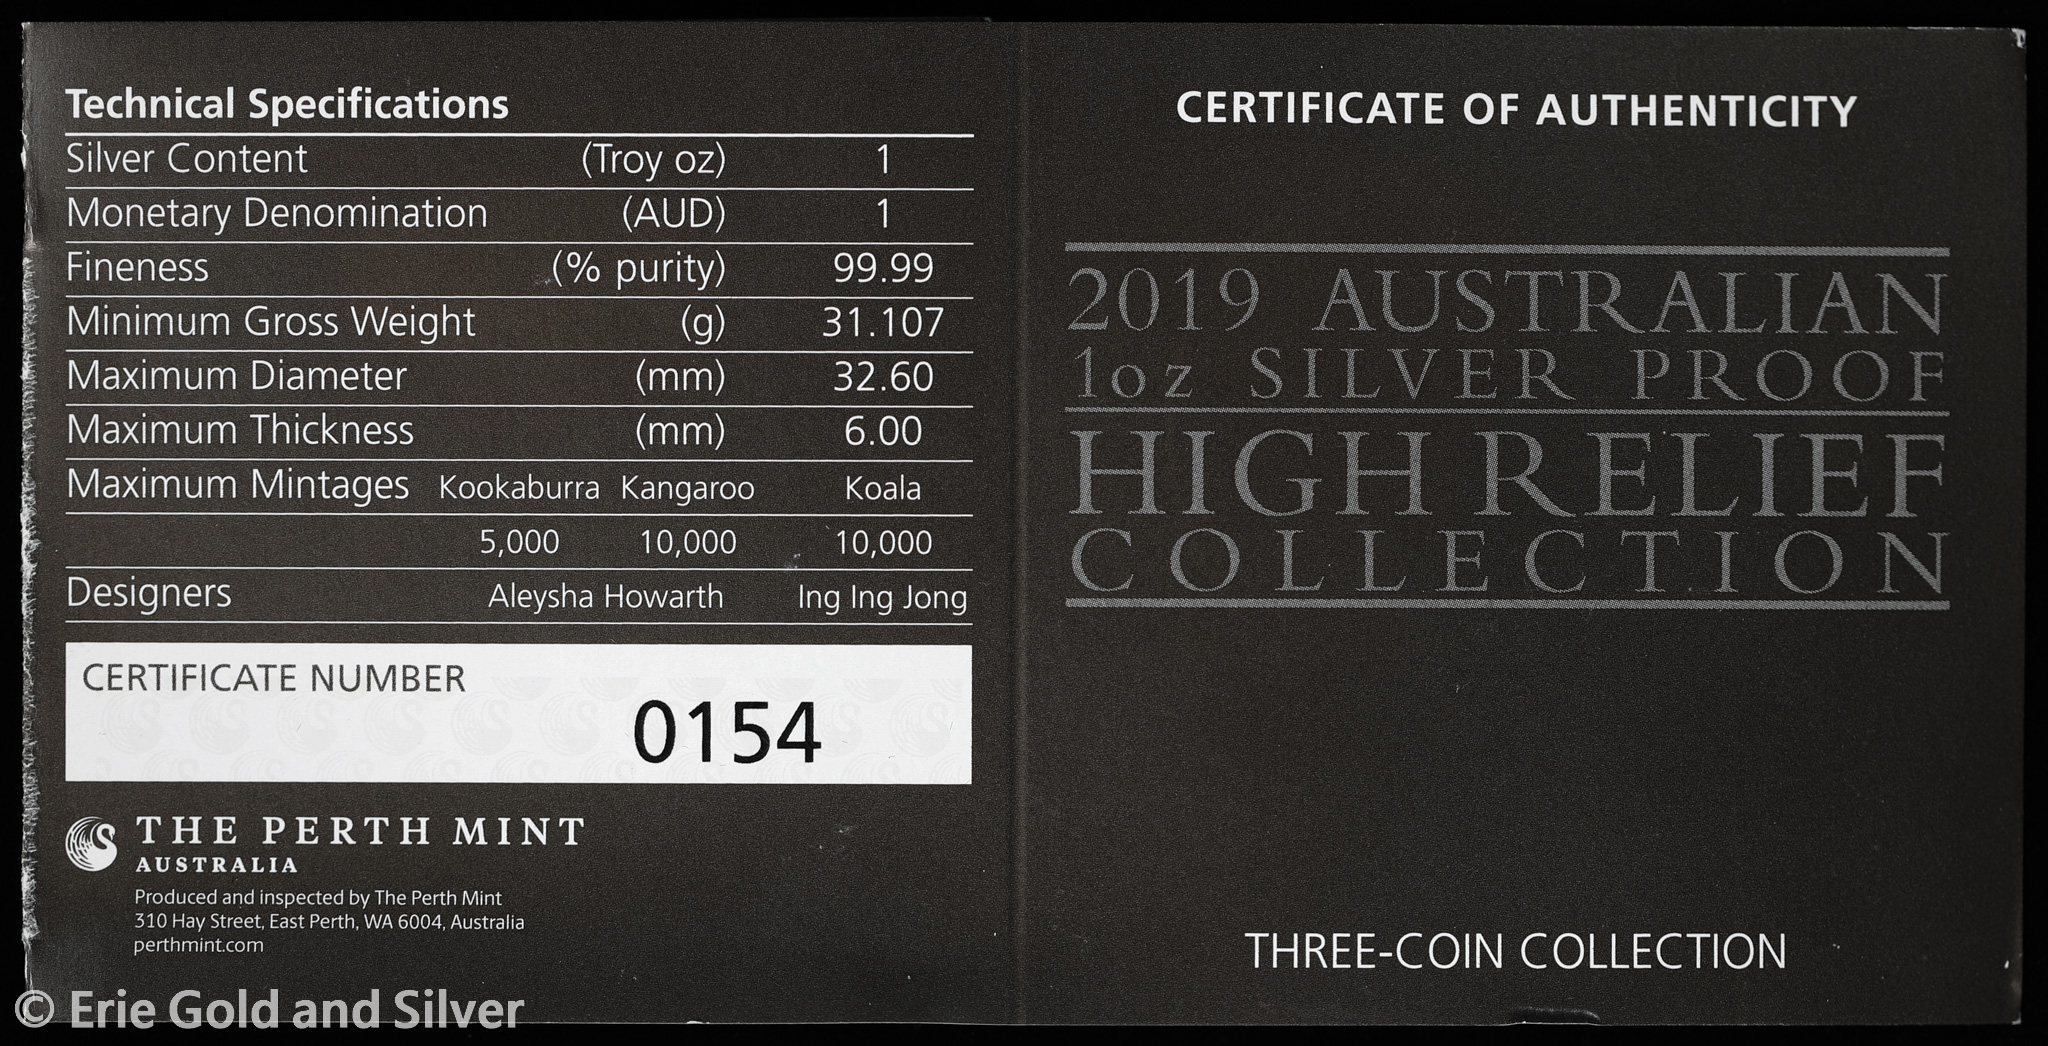 Technical Specifications
Silver Content (Troy oz) 1
Monetary Denomination (AUD) 1
Fineness (% purity) 99.99
Minimum Gross Weight (g) 31.107
Maximum Diameter (mm) 32.60
Maximum Thickness (mm) 6.00
Maximum Mintages Kookaburra Kangaroo Koala
5,000 10,000 10,000
Designers Aleysha Howarth Ing Ing Jong
CERTIFICATE NUMBER
0154
THE PERTH MINT
AUSTRALIA
Produced and inspected by The Perth Mint
310 Hay Street, East Perth, WA 6004, Australia
perthmint.com
CERTIFICATE OF AUTHENTICITY
2019 AUSTRALIAN
1oz SILVER PROOF
HIGH RELIEF
COLLECTION
THREE-COIN COLLECTION
© Erie Gold and Silver